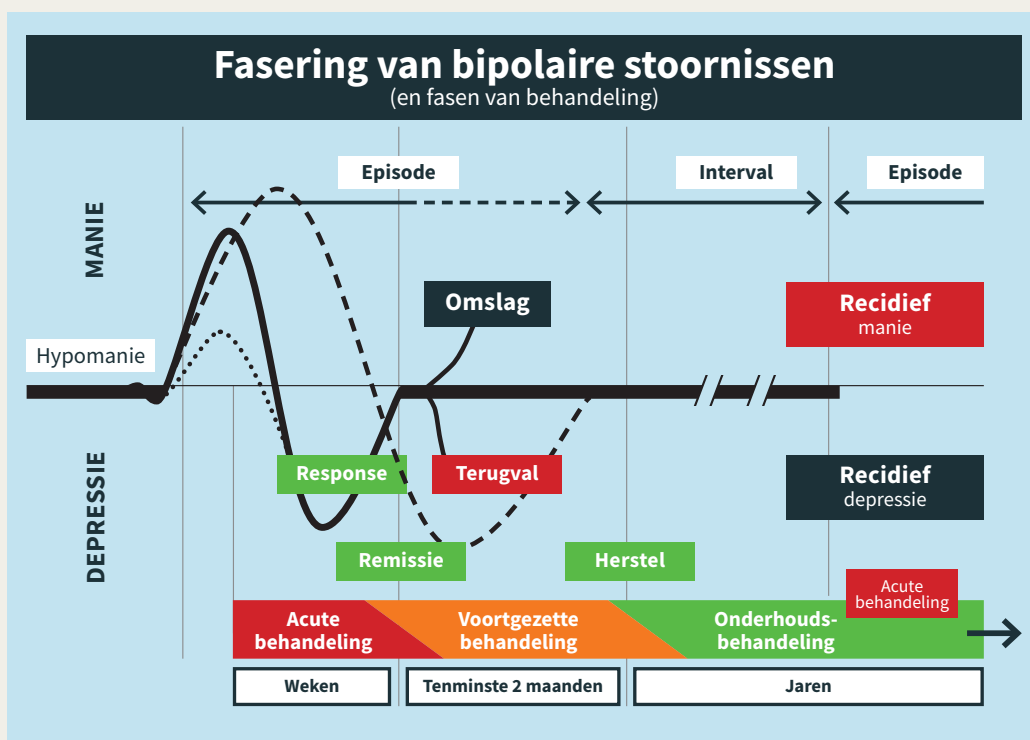 Fasering van bipolaire stoornissen
(en fasen van behandeling)
Episode
Interval
Episode
MANIE
Omslag
Recidief
manie
Hypomanie
DEPRESSIE
Response
Terugval
Recidief
depressie
Remissie
Herstel
Acute
behandeling
Acute
behandeling
Voortgezette
behandeling
Onderhouds-
behandeling
Weken
Tenminste 2 maanden
Jaren